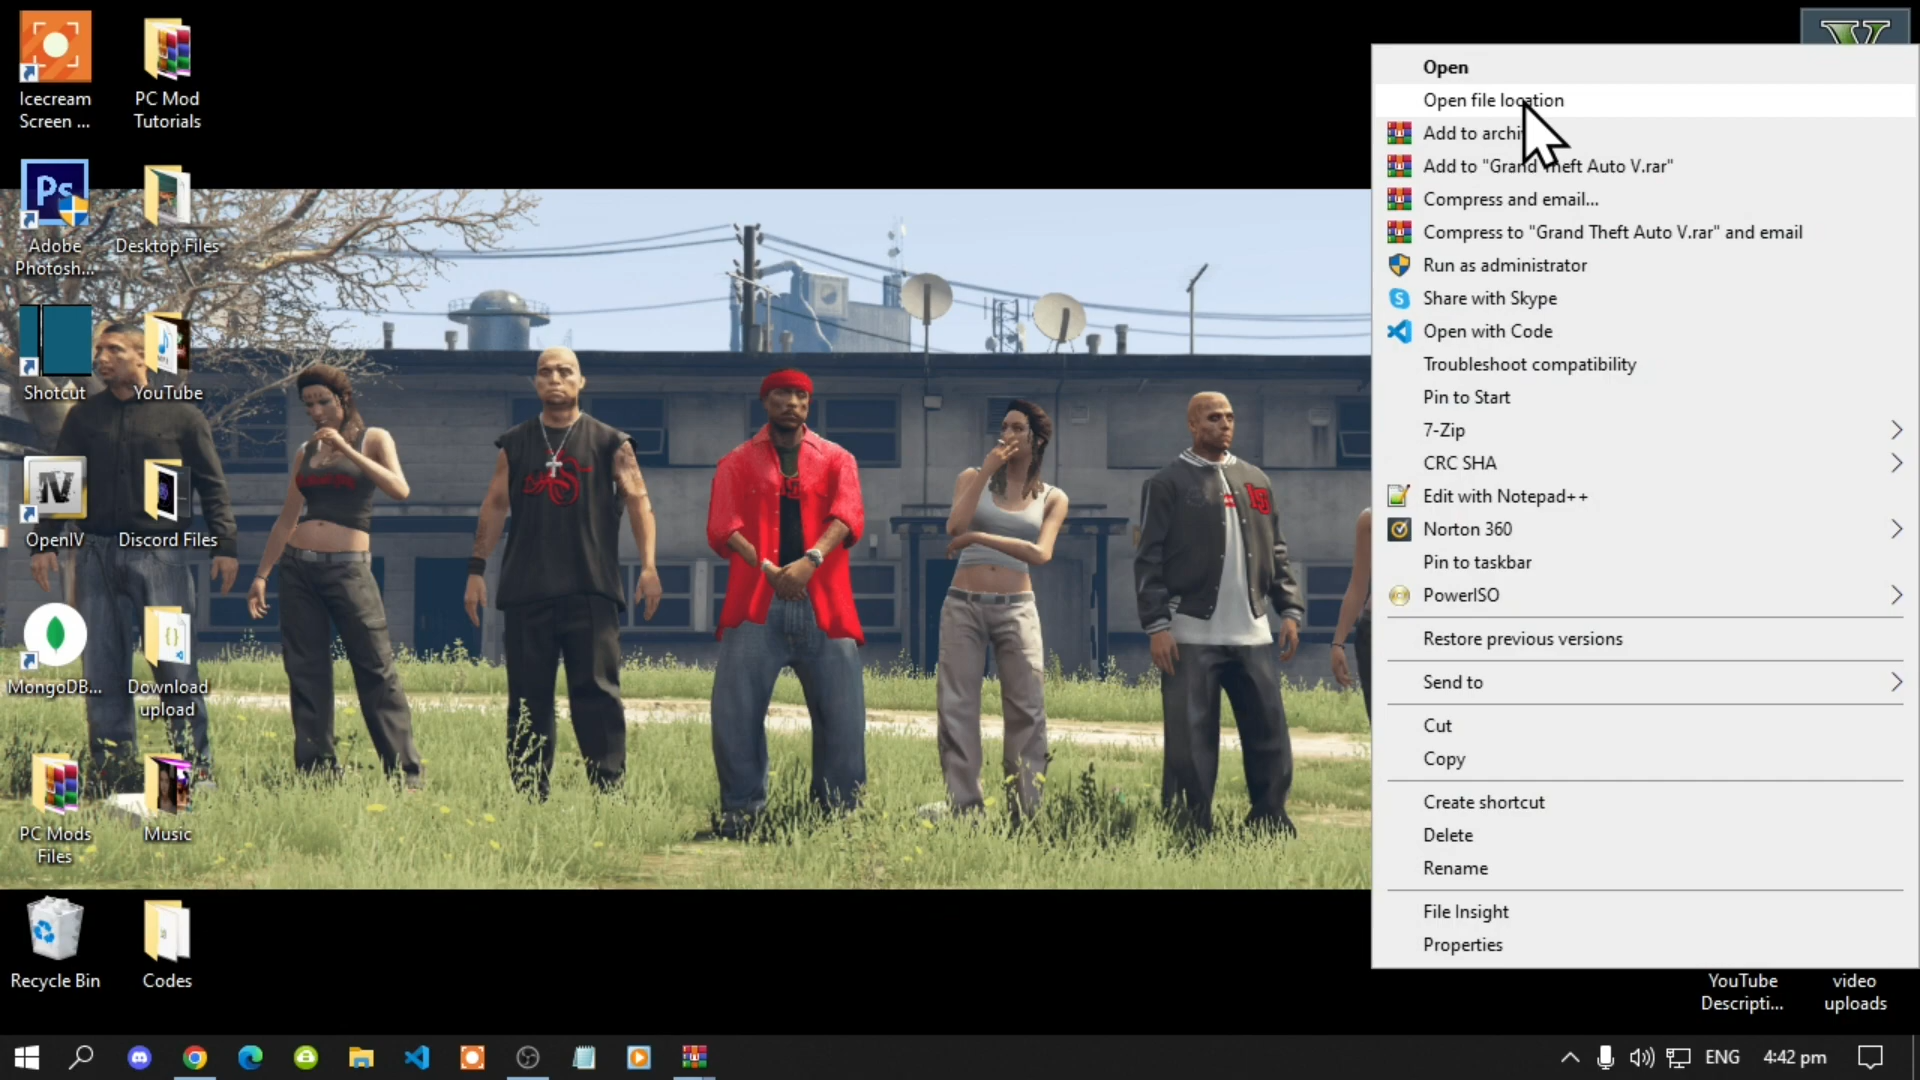 Icecream
Screen ...
PC Mod
Tutorials
Ps
Adobe
Photosh...
Desktop Files
Shotcut
YouTube
IV
OpenIV
Discord Files
MongoDB...
Download
upload
PC Mods
Files
Music
Recycle Bin
Codes
V
Open
Open file location
Add to archi
Add to "Grand Theft Auto V.rar"
Compress and email...
Compress to "Grand Theft Auto V.rar" and email
Run as administrator
Share with Skype
Open with Code
Troubleshoot compatibility
Pin to Start
7-Zip
CRC SHA
Edit with Notepad++
Norton 360
Pin to taskbar
PowerISO
Restore previous versions
Send to
Cut
Copy
Create shortcut
Delete
Rename
File Insight
Properties
YouTube
Descripti...
video
uploads
ENG
4:42 pm